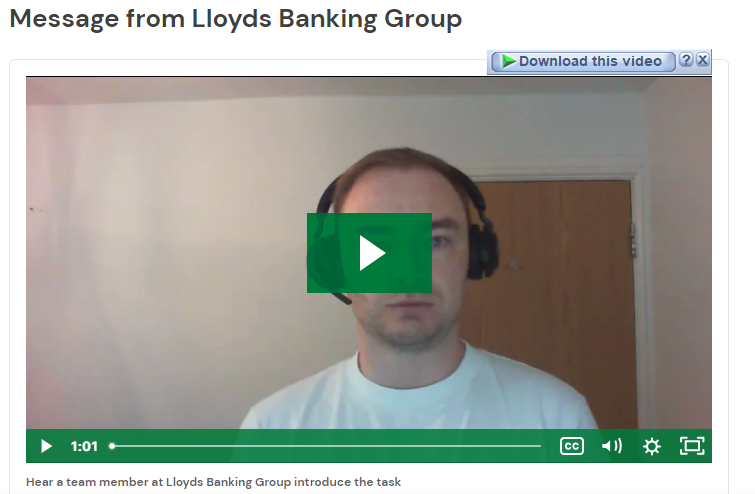 Message from Lloyds Banking Group
Download this video ? X
1:01 CC
Hear a team member at Lloyds Banking Group introduce the task